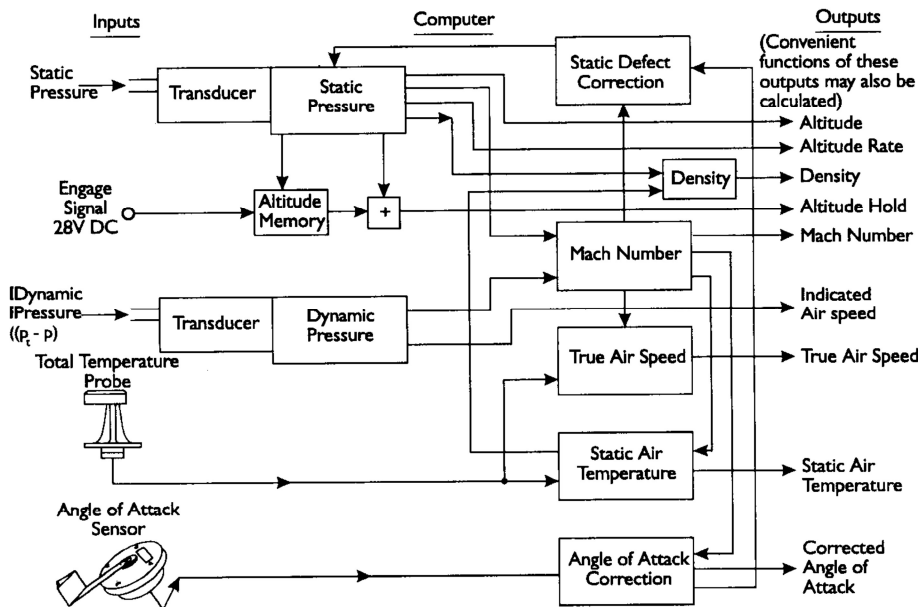 Inputs
Computer
Outputs
(Convenient
functions of these
outputs may also be
calculated)
Static
Pressure
Transducer
Static
Pressure
Static Defect
Correction
Altitude
Altitude Rate
Density
Density
Engage
Signal
28V DC
Altitude
Memory
+
Altitude Hold
Mach Number
Mach Number
IDynamic
IPressure
((pt - p)
Transducer
Dynamic
Pressure
Indicated
Air speed
True Air Speed
True Air Speed
Total Temperature
Probe
Static Air
Temperature
Static Air
Temperature
Angle of Attack
Sensor
Angle of Attack
Correction
Corrected
Angle of
Attack